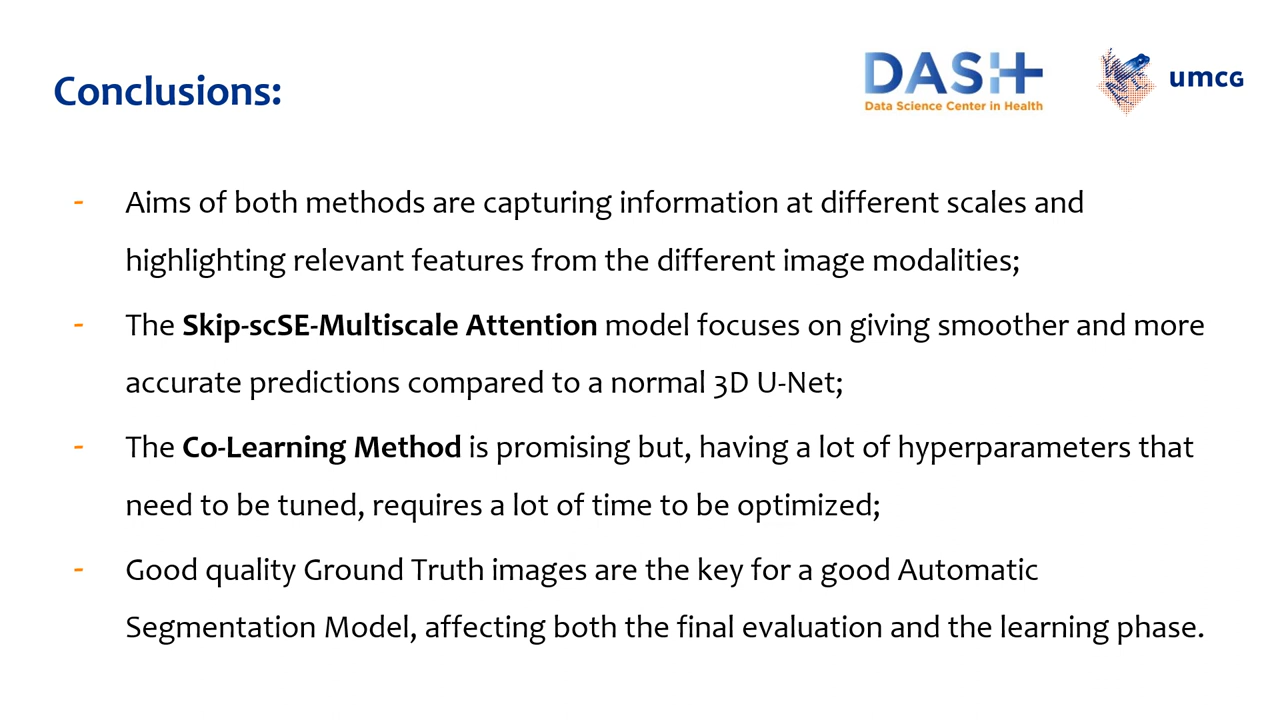 Conclusions:
DASH
Data Science Center in Health
umcG
- Aims of both methods are capturing information at different scales and
highlighting relevant features from the different image modalities;
- The Skip-scSE-Multiscale Attention model focuses on giving smoother and more
accurate predictions compared to a normal 3D U-Net;
- The Co-Learning Method is promising but, having a lot of hyperparameters that
need to be tuned, requires a lot of time to be optimized;
- Good quality Ground Truth images are the key for a good Automatic
Segmentation Model, affecting both the final evaluation and the learning phase.